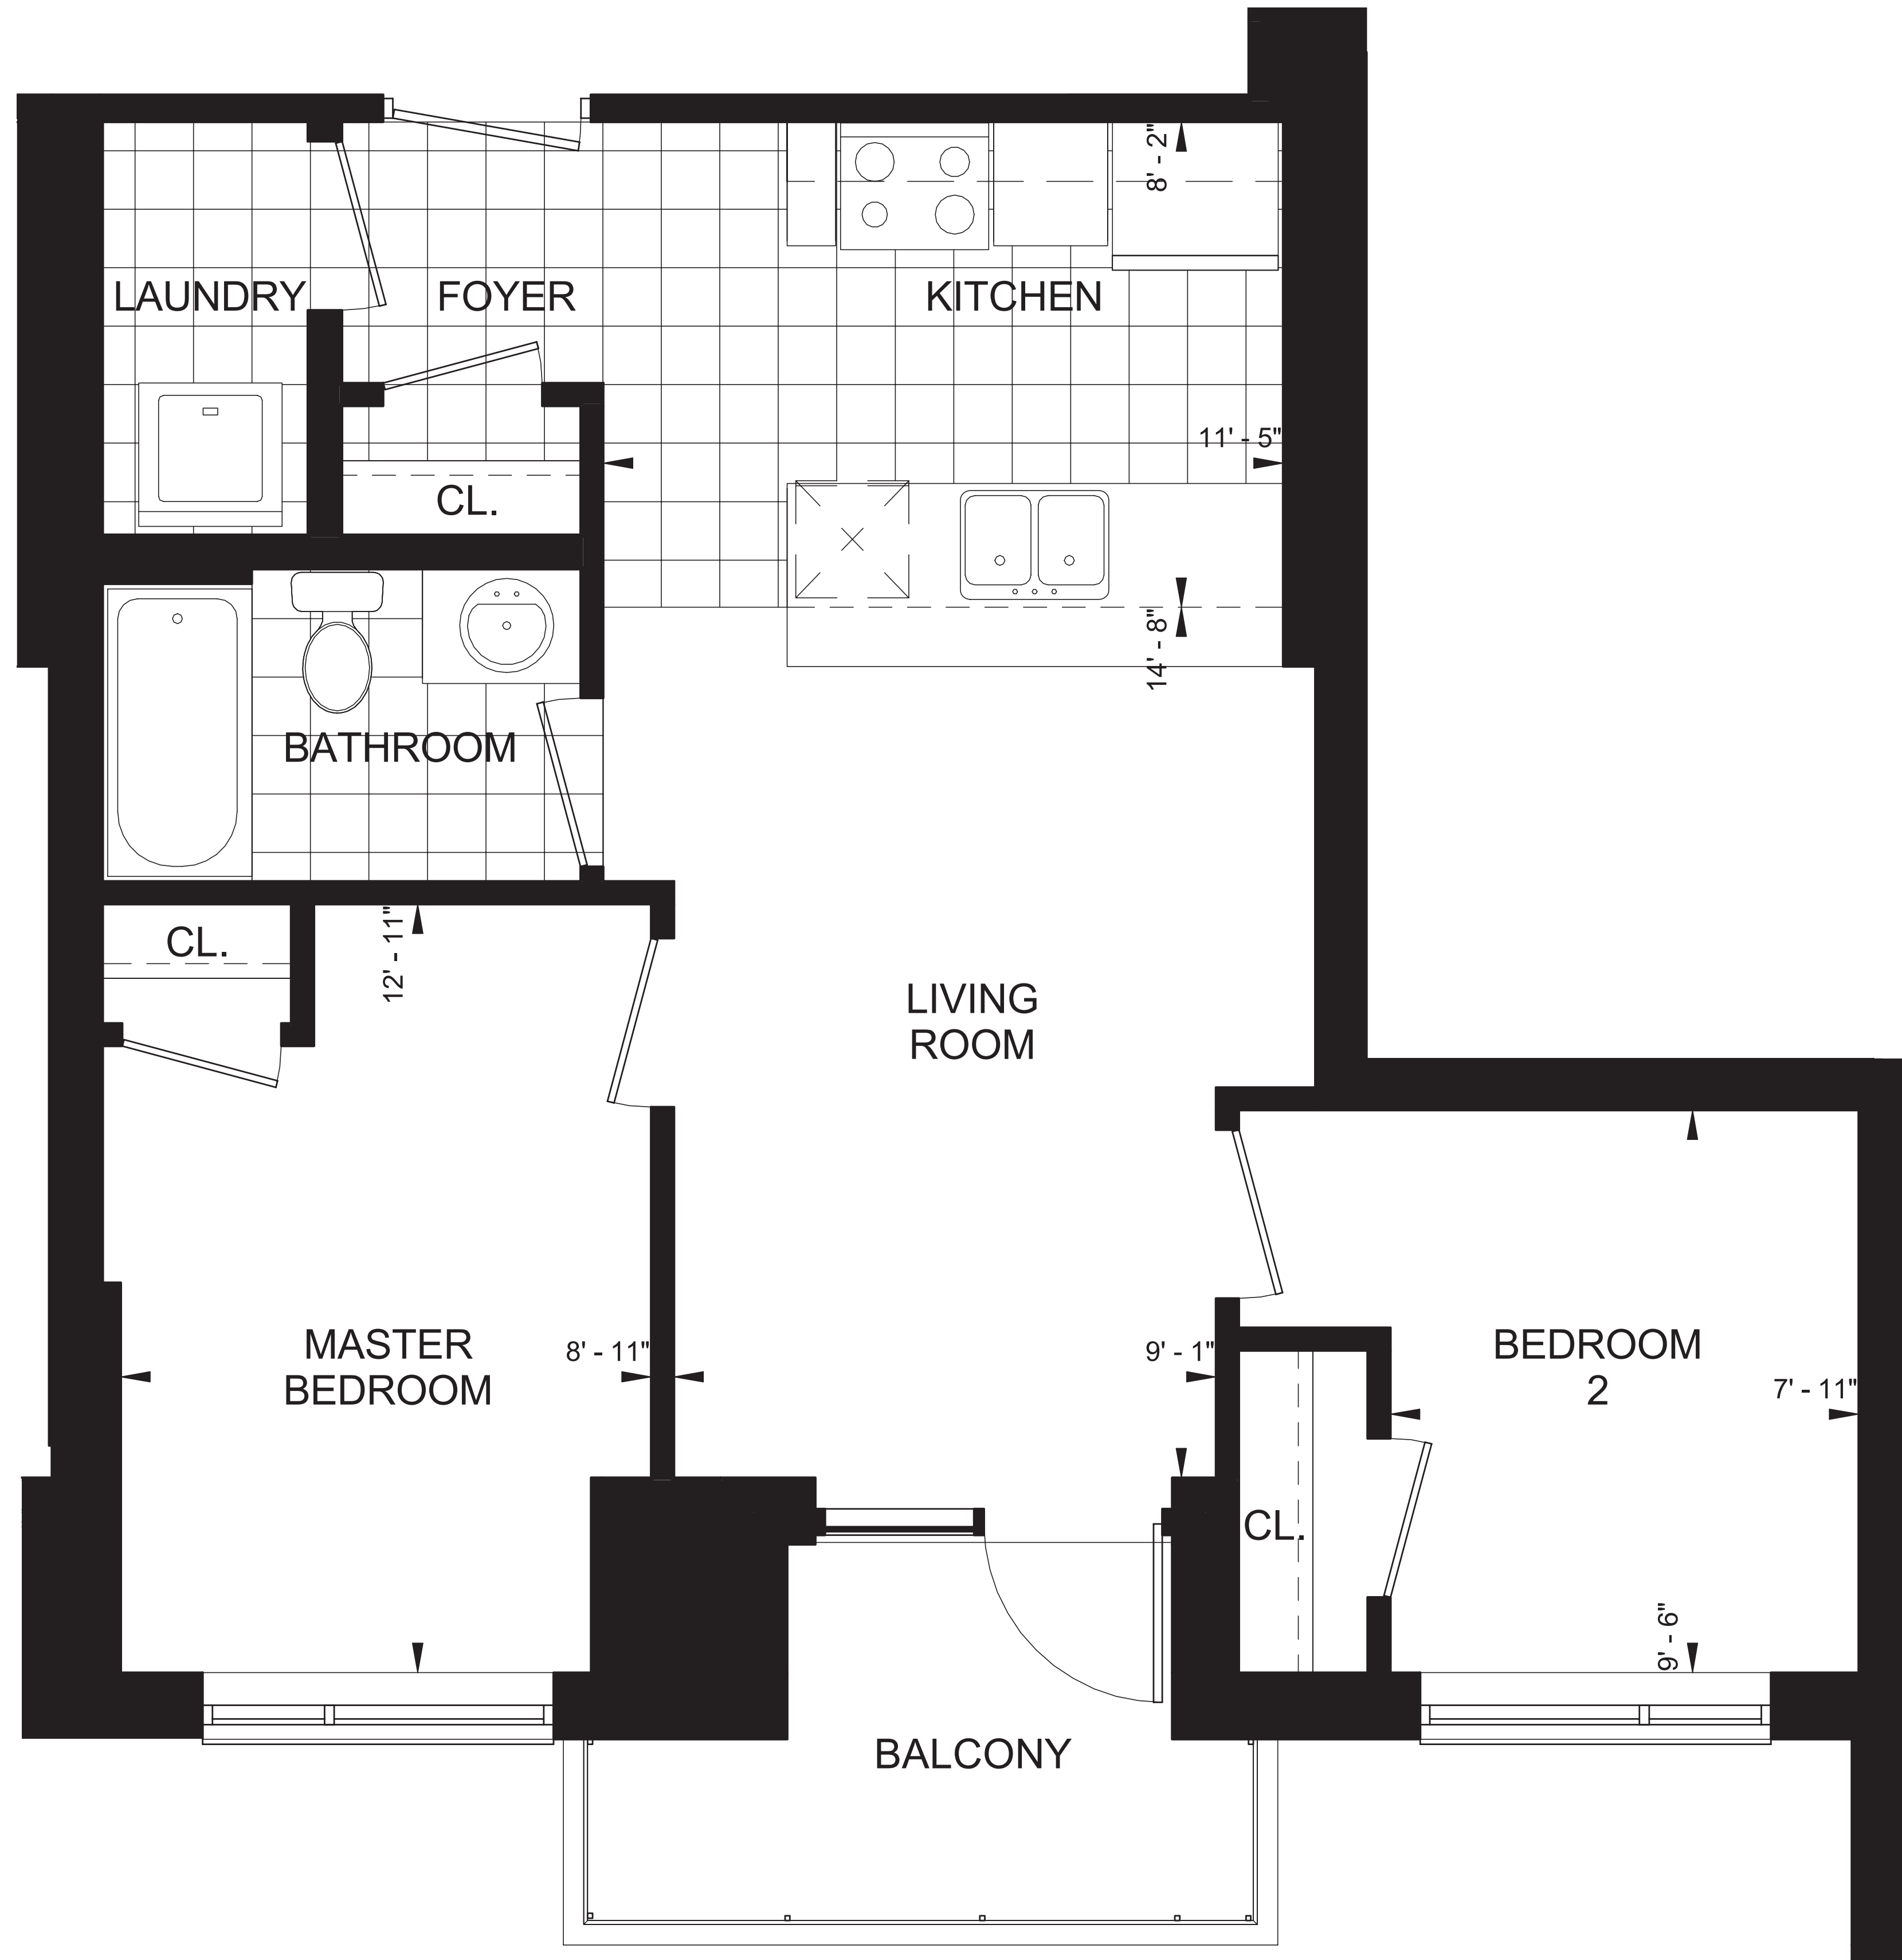 8' - 2"
LAUNDRY
FOYER
KITCHEN
11' - 5"
CL.
14' - 8"
BATHROOM
CL.
12' - 11"
LIVING
ROOM
MASTER
BEDROOM
8' - 11"
9' - 1"
BEDROOM
2
7' - 11"
CL.
9' - 6"
BALCONY